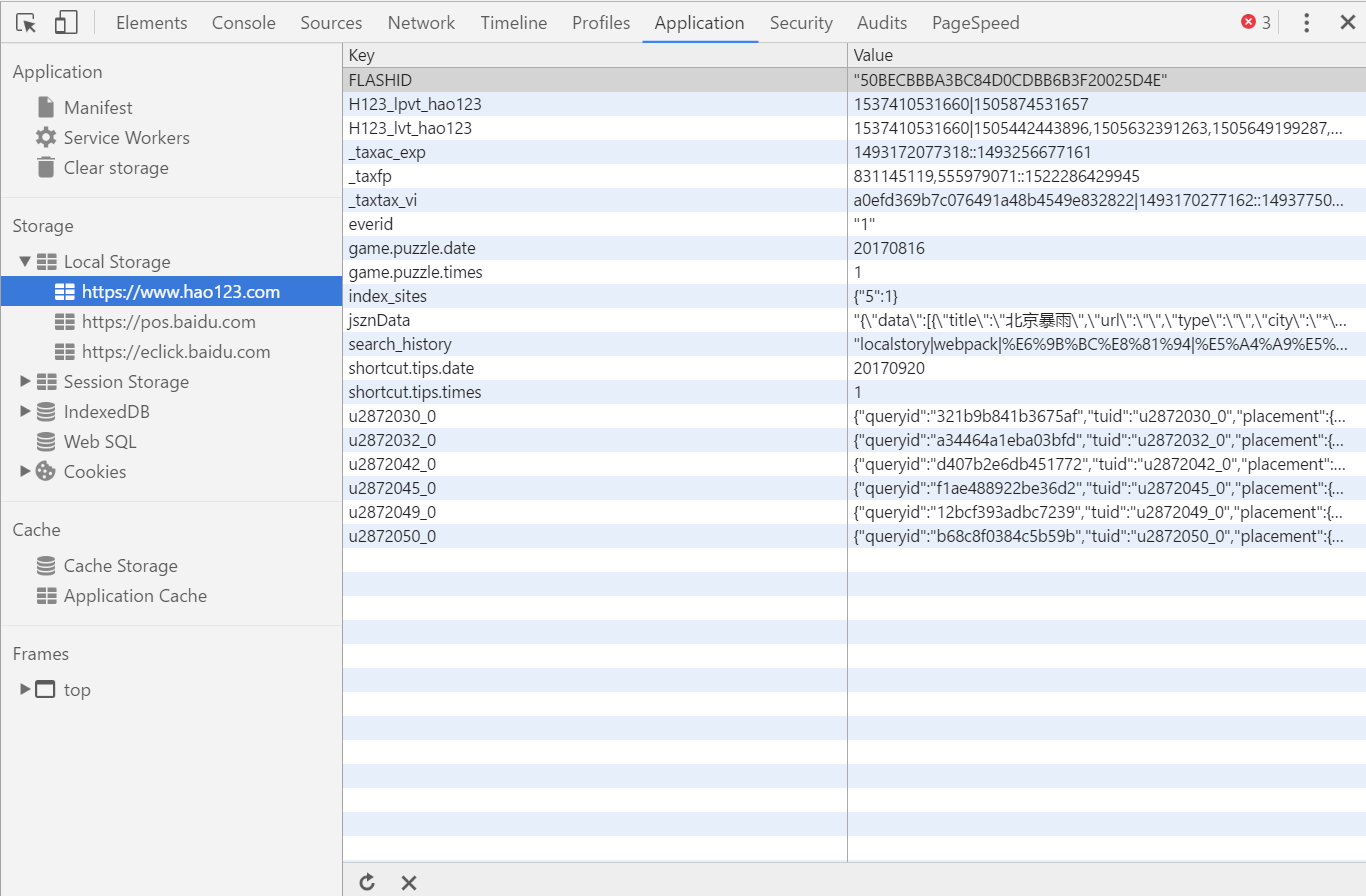 Elements Console Sources Network Timeline Profiles Application Security Audits PageSpeed 3
Application
Manifest
Service Workers
Clear storage
Storage
Local Storage
https://www.hao123.com
https://pos.baidu.com
https://eclick.baidu.com
Session Storage
IndexedDB
Web SQL
Cookies
Cache
Cache Storage
Application Cache
Frames
top
Key Value
FLASHID "50BECBBBA3BC84D0CDBB6B3F20025D4E"
H123_lpvt_hao123 1537410531660|1505874531657
H123_lvt_hao123 1537410531660|1505442443896,1505632391263,1505649199287,...
_taxac_exp 1493172077318::1493256677161
_taxfp 831145119,555979071::1522286429945
_taxtax_vi a0efd369b7c076491a48b4549e832822|1493170277162::14937750...
everid "1"
game.puzzle.date 20170816
game.puzzle.times 1
index_sites {"5":1}
jsznData "{\"data\":[{\"title\":\"北京暴雨\",\"url\":\"\",\"type\":\"\",\"city\":\"*\...
search_history "localstory|webpack|%E6%9B%BC%E8%81%94|%E5%A4%A9%E5%...
shortcut.tips.date 20170920
shortcut.tips.times 1
u2872030_0 {"queryid":"321b9b841b3675af","tuid":"u2872030_0","placement":{...
u2872032_0 {"queryid":"a34464a1eba03bfd","tuid":"u2872032_0","placement":{...
u2872042_0 {"queryid":"d407b2e6db451772","tuid":"u2872042_0","placement":...
u2872045_0 {"queryid":"f1ae488922be36d2","tuid":"u2872045_0","placement":{...
u2872049_0 {"queryid":"12bcf393adbc7239","tuid":"u2872049_0","placement":{...
u2872050_0 {"queryid":"b68c8f0384c5b59b","tuid":"u2872050_0","placement":{...